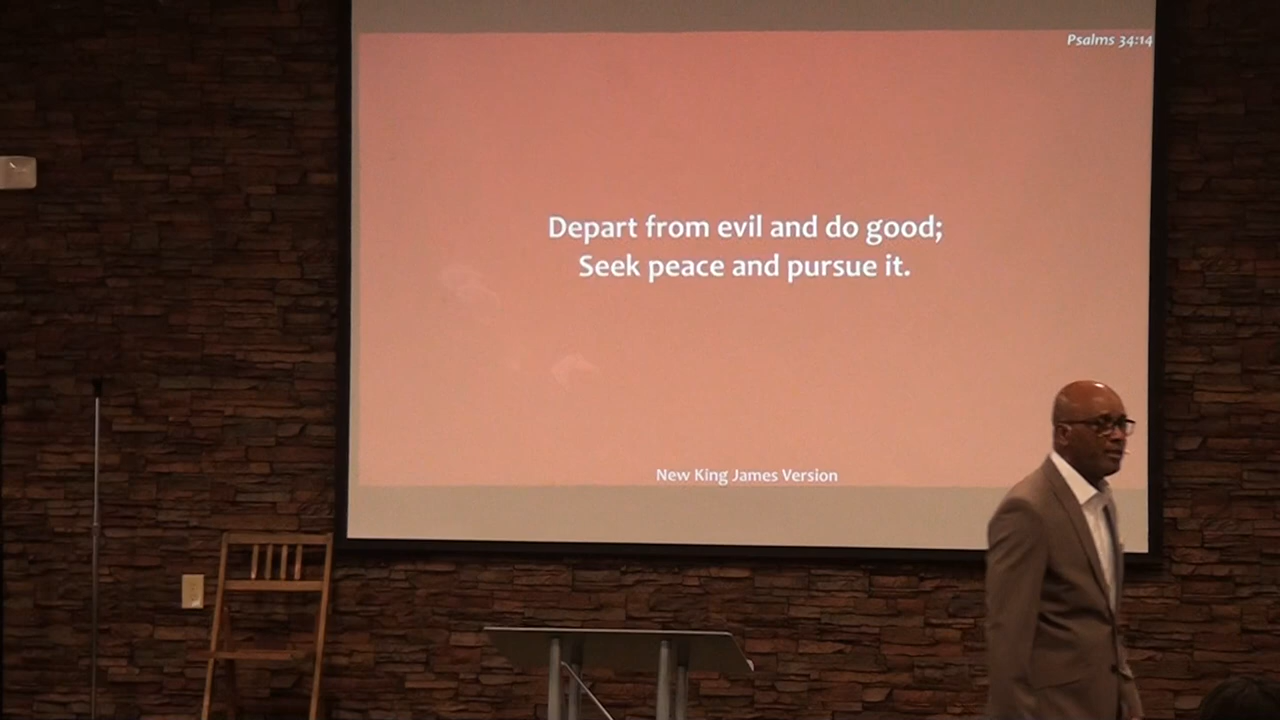 Psalms 34:14
Depart from evil and do good;
Seek peace and pursue it.
New King James Version